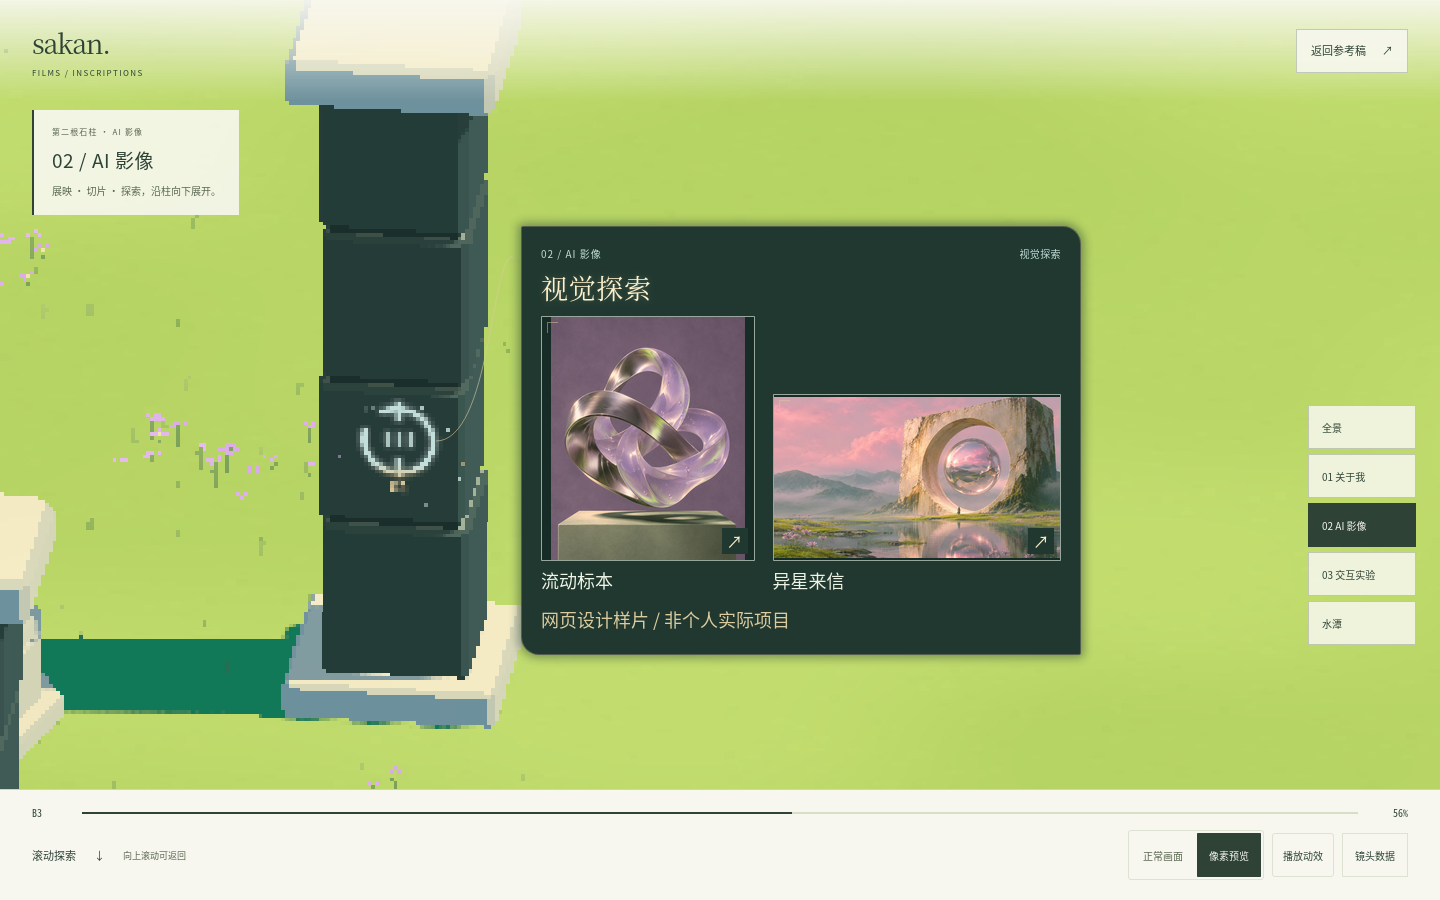 sakan.
FILMS / INSCRIPTIONS
返回参考稿 ↗
第二根石柱 · AI 影像
02 / AI 影像
展映 · 切片 · 探索，沿柱向下展开。
02 / AI 影像
视觉探索
视觉探索
流动标本
异星来信
网页设计样片 / 非个人实际项目
全景
01 关于我
02 AI 影像
03 交互实验
水潭
B3
56%
滚动探索 ↓ 向上滚动可返回
正常画面
像素预览
播放动效
镜头数据